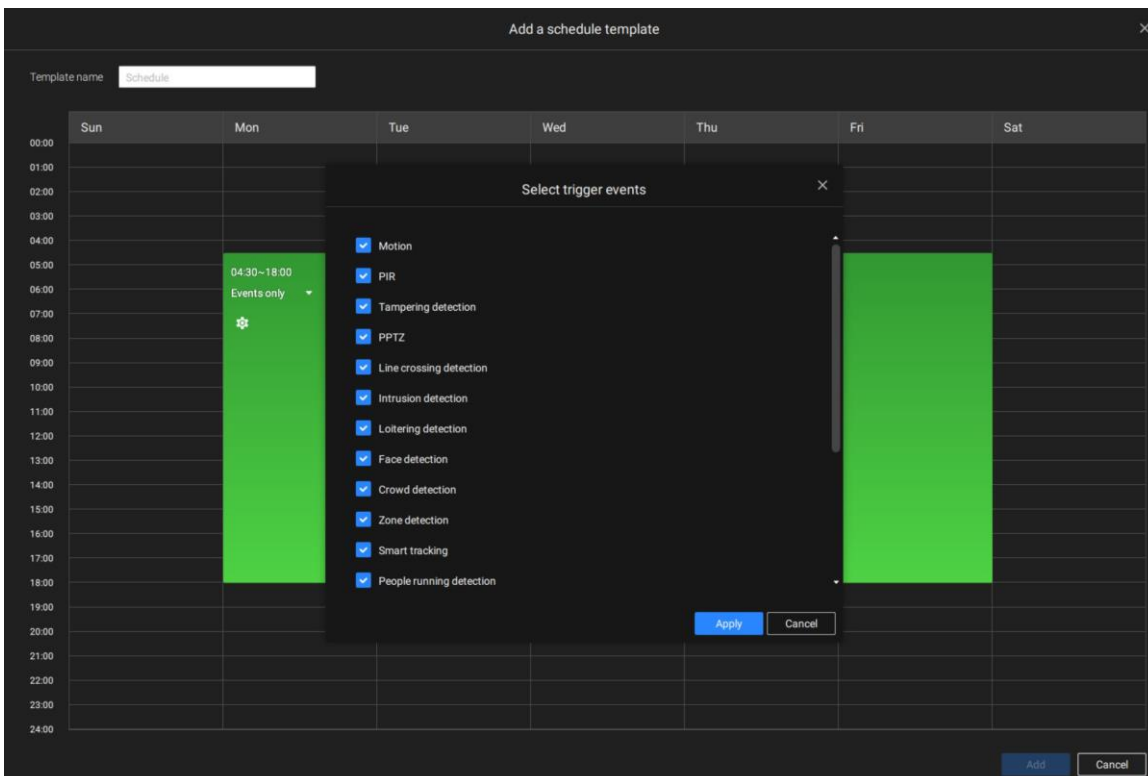 Add a schedule template
Template name Schedule
Sun Mon Tue Wed Thu Fri Sat
00:00
01:00
02:00
03:00
04:00
05:00
06:00
07:00
08:00
09:00
10:00
11:00
12:00
13:00
14:00
15:00
16:00
17:00
18:00
19:00
20:00
21:00
22:00
23:00
24:00
04:30~18:00
Events only
Select trigger events
Motion
PIR
Tampering detection
PPTZ
Line crossing detection
Intrusion detection
Loitering detection
Face detection
Crowd detection
Zone detection
Smart tracking
People running detection
Apply Cancel
Add Cancel